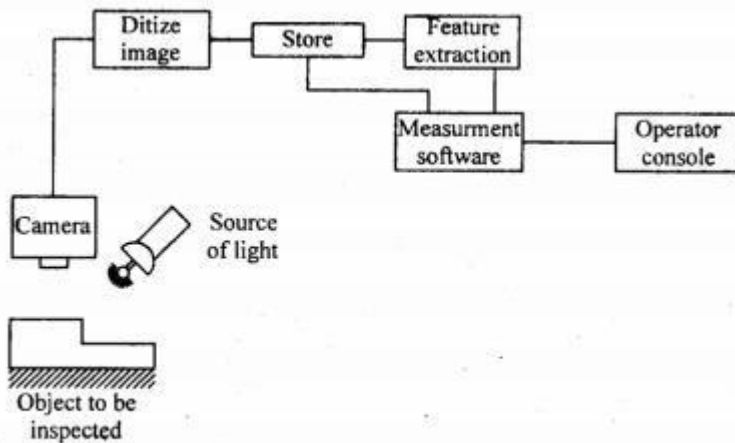 Ditize
image
Store
Feature
extraction
Measurment
software
Operator
console
Camera
Source
of light
Object to be
inspected